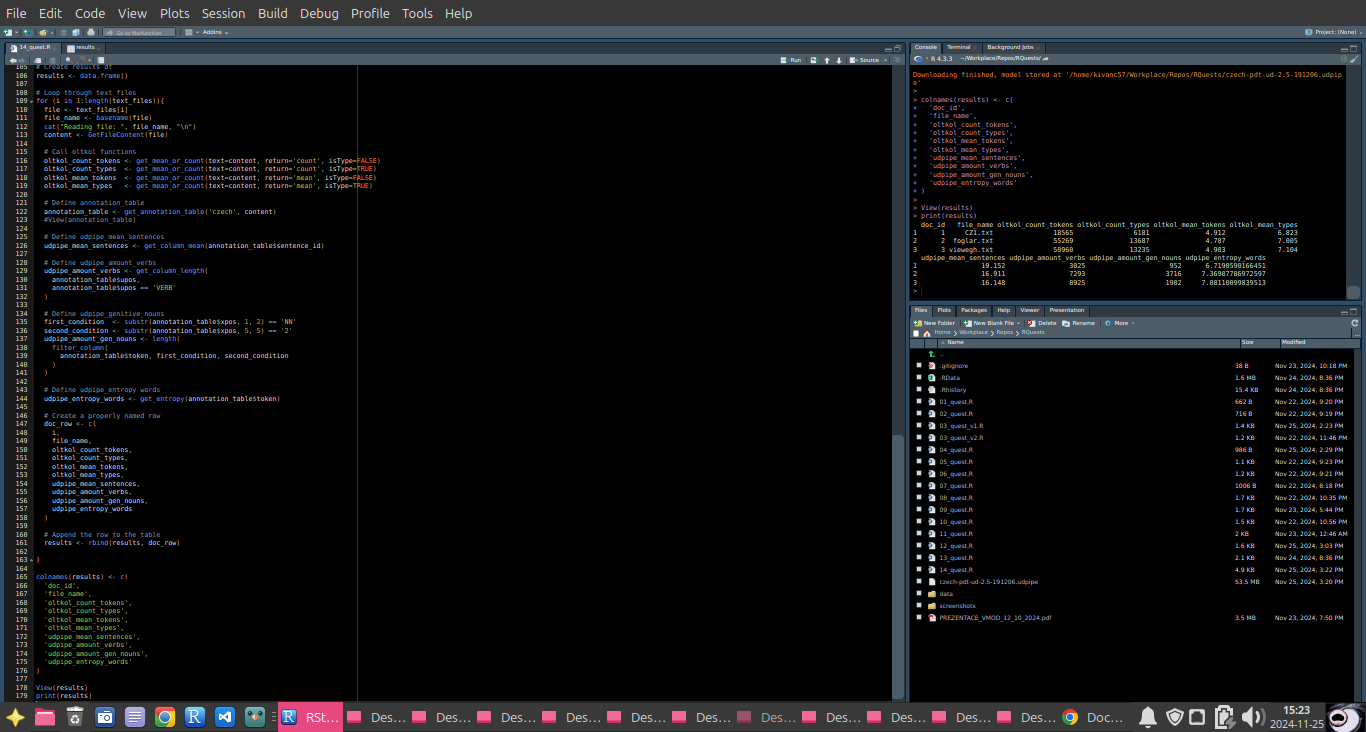 File Edit Code View Plots Session Build Debug Profile Tools Help
Go to file/function Addins Project: (None)
14_quest.R results
Run Source
105 # Create results df
106 results <- data.frame()
107
108 # Loop through text files
109 for (i in 1:length(text_files)){
110 file <- text_files[i]
111 file_name <- basename(file)
112 cat("Reading file: ", file_name, "\n")
113 content <- GetFileContent(file)
114
115 # Call oltkol functions
116 oltkol_count_tokens <- get_mean_or_count(text=content, return='count', isType=FALSE)
117 oltkol_count_types <- get_mean_or_count(text=content, return='count', isType=TRUE)
118 oltkol_mean_tokens <- get_mean_or_count(text=content, return='mean', isType=FALSE)
119 oltkol_mean_types <- get_mean_or_count(text=content, return='mean', isType=TRUE)
120
121 # Define annotation_table
122 annotation_table <- get_annotation_table('czech', content)
123 #View(annotation_table)
124
125 # Define udpipe_mean_sentences
126 udpipe_mean_sentences <- get_column_mean(annotation_table$sentence_id)
127
128 # Define udpipe_amount_verbs
129 udpipe_amount_verbs <- get_column_length(
130 annotation_table$upos,
131 annotation_table$upos == 'VERB'
132 )
133
134 # Define udpipe_genitive_nouns
135 first_condition <- substr(annotation_table$xpos, 1, 2) == 'NN'
136 second_condition <- substr(annotation_table$xpos, 5, 5) == '2'
137 udpipe_amount_gen_nouns <- length(
138 filter_column(
139 annotation_table$token, first_condition, second_condition
140 )
141 )
142
143 # Define udpipe_entropy words
144 udpipe_entropy_words <- get_entropy(annotation_table$token)
145
146 # Create a properly named row
147 doc_row <- c(
148 i,
149 file_name,
150 oltkol_count_tokens,
151 oltkol_count_types,
152 oltkol_mean_tokens,
153 oltkol_mean_types,
154 udpipe_mean_sentences,
155 udpipe_amount_verbs,
156 udpipe_amount_gen_nouns,
157 udpipe_entropy_words
158 )
159
160 # Append the row to the table
161 results <- rbind(results, doc_row)
162
163 }
164
165 colnames(results) <- c(
166 'doc_id',
167 'file_name',
168 'oltkol_count_tokens',
169 'oltkol_count_types',
170 'oltkol_mean_tokens',
171 'oltkol_mean_types',
172 'udpipe_mean_sentences',
173 'udpipe_amount_verbs',
174 'udpipe_amount_gen_nouns',
175 'udpipe_entropy_words'
176 )
177
178 View(results)
179 print(results)
Console Terminal Background Jobs
R 4.3.3 · ~/Workplace/Repos/RQuests/
Downloading finished, model stored at '/home/kivanc57/Workplace/Repos/RQuests/czech-pdt-ud-2.5-191206.udpip
e'
>
> colnames(results) <- c(
+ 'doc_id',
+ 'file_name',
+ 'oltkol_count_tokens',
+ 'oltkol_count_types',
+ 'oltkol_mean_tokens',
+ 'oltkol_mean_types',
+ 'udpipe_mean_sentences',
+ 'udpipe_amount_verbs',
+ 'udpipe_amount_gen_nouns',
+ 'udpipe_entropy_words'
+ )
>
> View(results)
> print(results)
doc_id file_name oltkol_count_tokens oltkol_count_types oltkol_mean_tokens oltkol_mean_types
1 1 CZ1.txt 18565 6181 4.912 6.823
2 2 foglar.txt 55269 13687 4.787 7.005
3 3 viewegh.txt 50960 13235 4.903 7.104
udpipe_mean_sentences udpipe_amount_verbs udpipe_amount_gen_nouns udpipe_entropy_words
1 19.152 3025 952 6.7190590166451
2 16.911 7293 3716 7.36987786972597
3 16.148 8925 1902 7.08110099839513
>
Files Plots Packages Help Viewer Presentation
New Folder New Blank File Delete Rename More
Home Workplace Repos RQuests
Name Size Modified
..
.gitignore 38 B Nov 23, 2024, 10:18 PM
.RData 1.6 MB Nov 24, 2024, 8:36 PM
.Rhistory 15.4 KB Nov 24, 2024, 8:36 PM
01_quest.R 662 B Nov 22, 2024, 9:20 PM
02_quest.R 716 B Nov 22, 2024, 9:19 PM
03_quest_v1.R 1.4 KB Nov 25, 2024, 2:23 PM
03_quest_v2.R 1.2 KB Nov 22, 2024, 11:46 PM
04_quest.R 986 B Nov 25, 2024, 2:29 PM
05_quest.R 1.1 KB Nov 22, 2024, 9:23 PM
06_quest.R 1.2 KB Nov 22, 2024, 9:21 PM
07_quest.R 1006 B Nov 22, 2024, 8:18 PM
08_quest.R 1.7 KB Nov 22, 2024, 10:35 PM
09_quest.R 1.7 KB Nov 23, 2024, 5:44 PM
10_quest.R 1.5 KB Nov 22, 2024, 10:56 PM
11_quest.R 2 KB Nov 23, 2024, 12:46 AM
12_quest.R 1.6 KB Nov 25, 2024, 3:03 PM
13_quest.R 2.1 KB Nov 24, 2024, 8:36 PM
14_quest.R 4.9 KB Nov 25, 2024, 3:22 PM
czech-pdt-ud-2.5-191206.udpipe 53.5 MB Nov 25, 2024, 3:20 PM
data
screenshots
PREZENTACE_VMOD_12_10_2024.pdf 3.5 MB Nov 23, 2024, 7:50 PM
RSt... Des... Des... Des... Des... Des... Des... Des... Des... Des... Des... Des... Doc... 15:23
2024-11-25